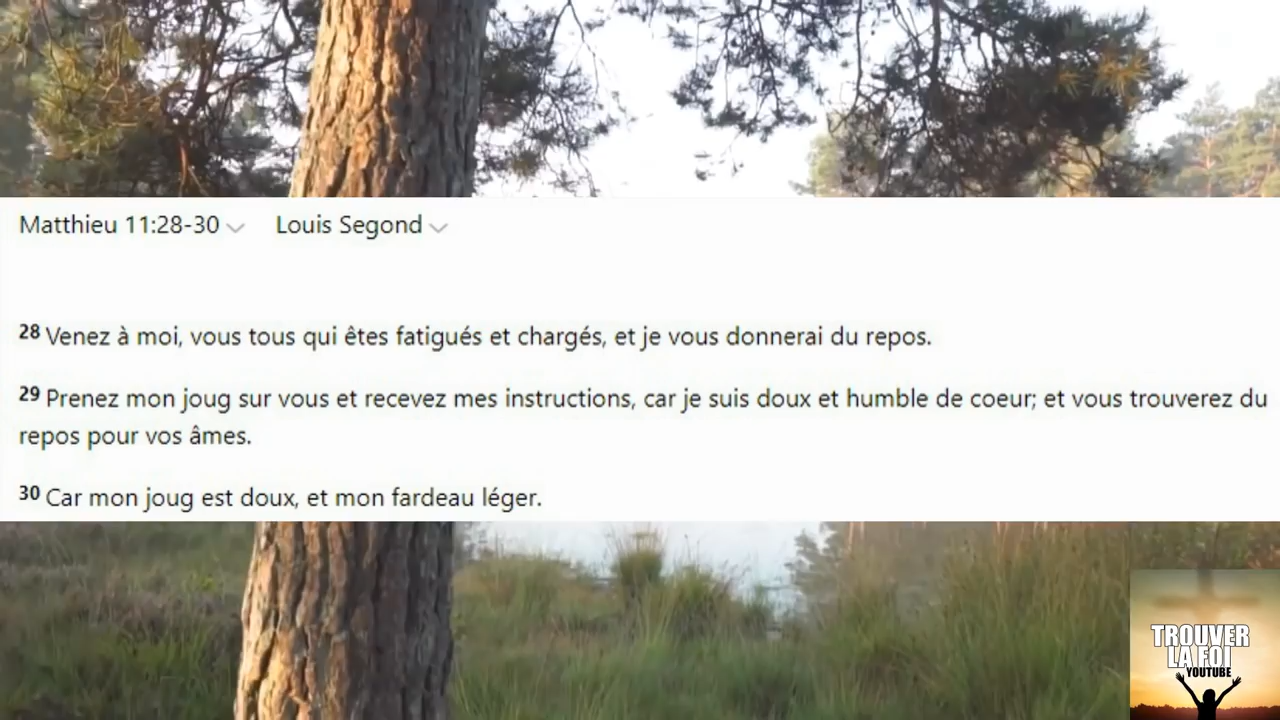 Matthieu 11:28-30 Louis Segond
28 Venez à moi, vous tous qui êtes fatigués et chargés, et je vous donnerai du repos.
29 Prenez mon joug sur vous et recevez mes instructions, car je suis doux et humble de coeur; et vous trouverez du
repos pour vos âmes.
30 Car mon joug est doux, et mon fardeau léger.
TROUVER
LA FOI
YOUTUBE